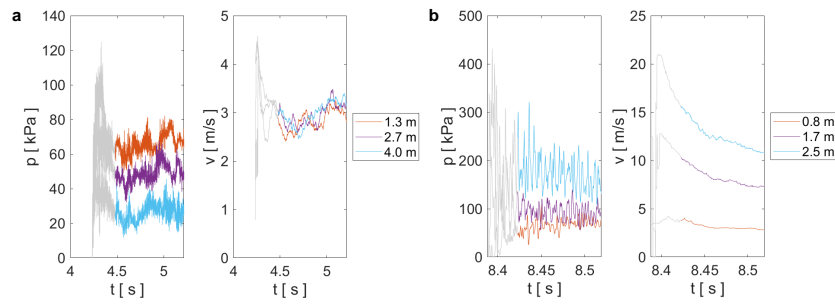 a
140
120
100
80
60
40
20
0
p [ kPa]
4
4.5
5
t [ s]
5
4
3
2
1
0
v [ m/s]
4
4.5
5
t [ s]
1.3 m
2.7 m
4.0 m
b
500
400
300
200
100
0
p [ kPa]
8.4
8.45
8.5
t [ s]
25
20
15
10
5
0
v [ m/s]
8.4
8.45
8.5
t [ s]
0.8 m
1.7 m
2.5 m